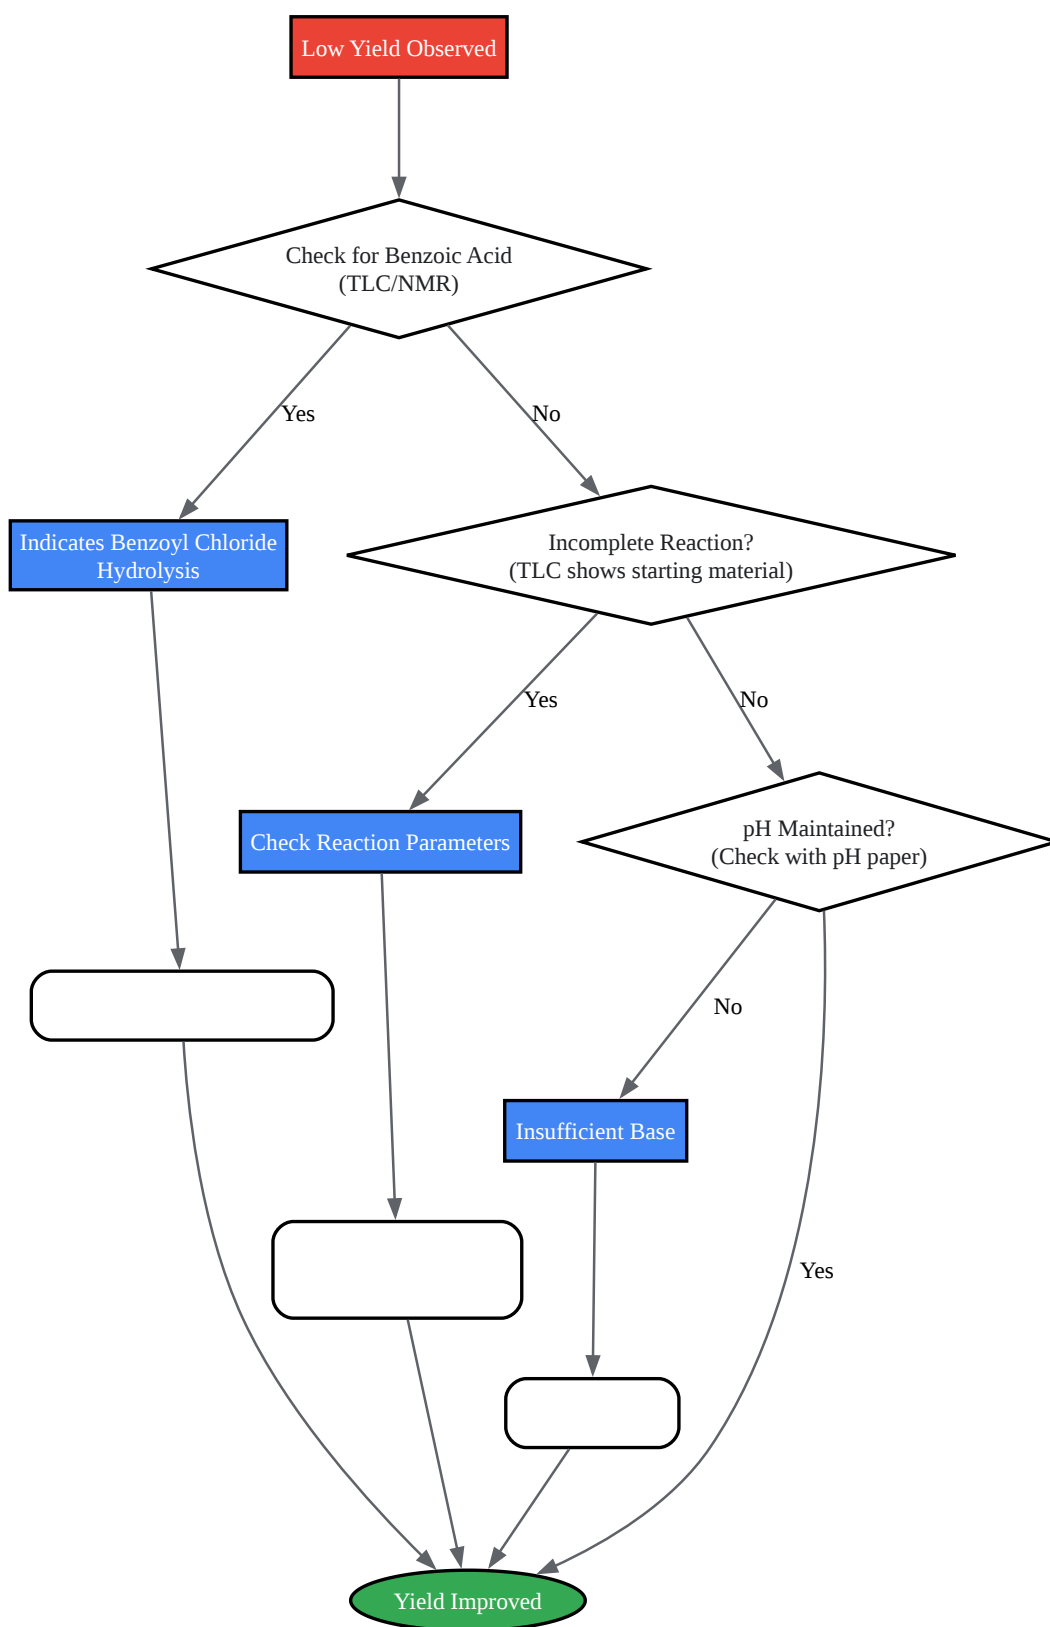 Low Yield Observed
Check for Benzoic Acid
(TLC/NMR)
Yes
No
Indicates Benzoyl Chloride
Hydrolysis
Incomplete Reaction?
(TLC shows starting material)
Yes
No
Check Reaction Parameters
pH Maintained?
(Check with pH paper)
No
Insufficient Base
Yes
Yield Improved